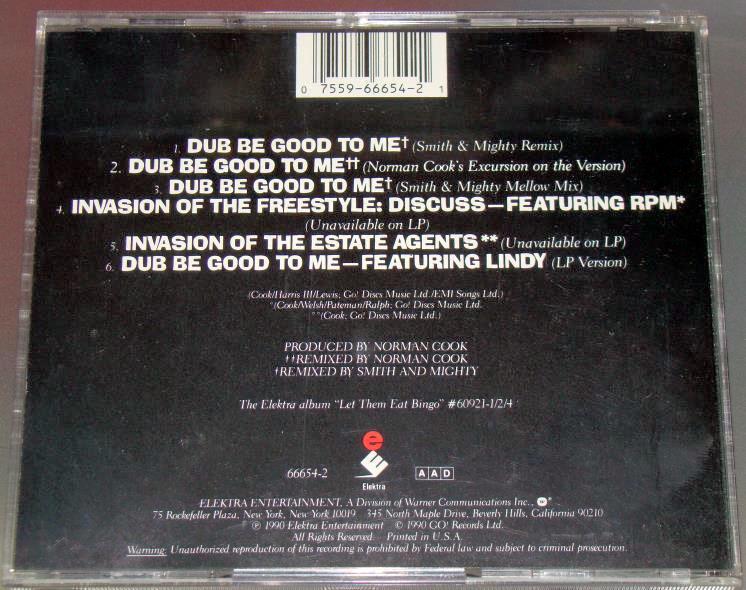 0 7559-66654-2 1
1. DUB BE GOOD TO ME† (Smith & Mighty Remix)
2. DUB BE GOOD TO ME†† (Norman Cook's Excursion on the Version)
3. DUB BE GOOD TO ME† (Smith & Mighty Mellow Mix)
4. INVASION OF THE FREESTYLE: DISCUSS—FEATURING RPM*
(Unavailable on LP)
5. INVASION OF THE ESTATE AGENTS** (Unavailable on LP)
6. DUB BE GOOD TO ME—FEATURING LINDY (LP Version)
(Cook/Harris III/Lewis; Go! Discs Music Ltd./EMI Songs Ltd.)
*(Cook/Welsh/Pateman/Ralph; Go! Discs Music Ltd.
**(Cook; Go! Discs Music Ltd.)
PRODUCED BY NORMAN COOK
††REMIXED BY NORMAN COOK
†REMIXED BY SMITH AND MIGHTY
The Elektra album "Let Them Eat Bingo" #60921-1/2/4
66654-2
e
E
Elektra
AAD
ELEKTRA ENTERTAINMENT, A Division of Warner Communications Inc., ®
75 Rockefeller Plaza, New York, New York 10019 345 North Maple Drive, Beverly Hills, California 90210
℗ 1990 Elektra Entertainment © 1990 GO! Records Ltd.
All Rights Reserved. Printed in U.S.A.
Warning: Unauthorized reproduction of this recording is prohibited by Federal law and subject to criminal prosecution.